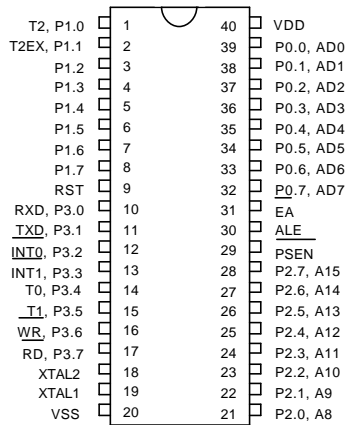 T2, P1.0 1 40 VDD
T2EX, P1.1 2 39 P0.0, AD0
P1.2 3 38 P0.1, AD1
P1.3 4 37 P0.2, AD2
P1.4 5 36 P0.3, AD3
P1.5 6 35 P0.4, AD4
P1.6 7 34 P0.5, AD5
P1.7 8 33 P0.6, AD6
RST 9 32 P0.7, AD7
RXD, P3.0 10 31 EA
TXD, P3.1 11 30 ALE
INT0, P3.2 12 29 PSEN
INT1, P3.3 13 28 P2.7, A15
T0, P3.4 14 27 P2.6, A14
T1, P3.5 15 26 P2.5, A13
WR, P3.6 16 25 P2.4, A12
RD, P3.7 17 24 P2.3, A11
XTAL2 18 23 P2.2, A10
XTAL1 19 22 P2.1, A9
VSS 20 21 P2.0, A8